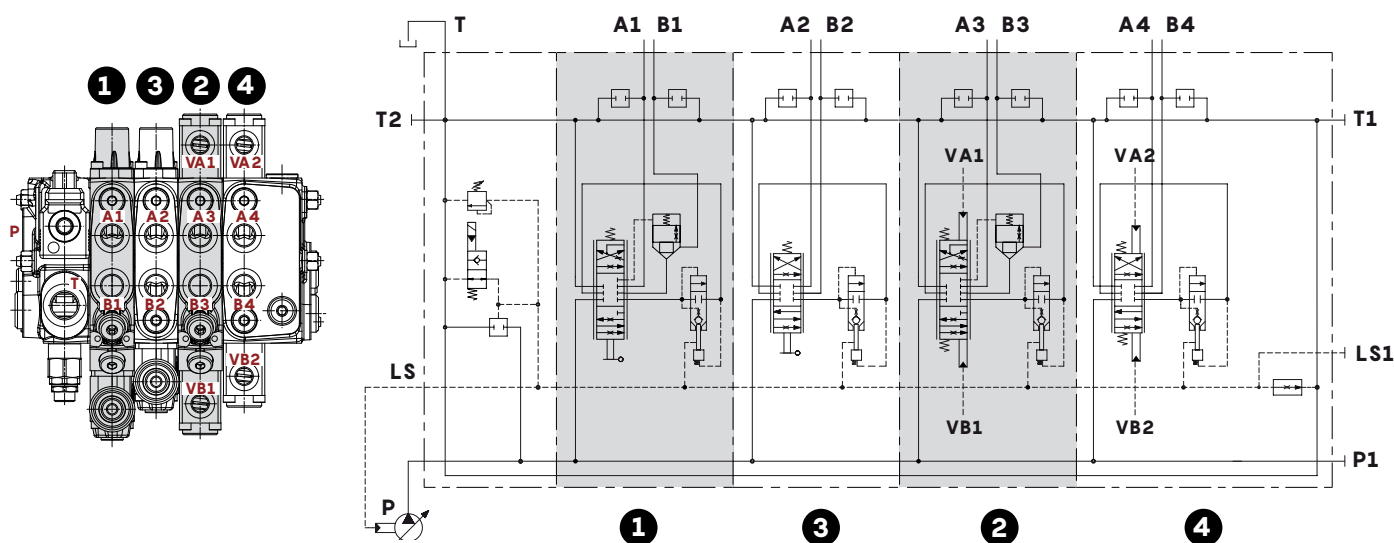 T A1 B1 A2 B2 A3 B3 A4 B4
1 3 2 4
T2 T1
VA1 VA2
VA1 VA2
A1 A2 A3 A4
P
T
B1 B2 B3 B4
VB2
VB1
LS LS1
VB1 VB2
P1
P
1 3 2 4